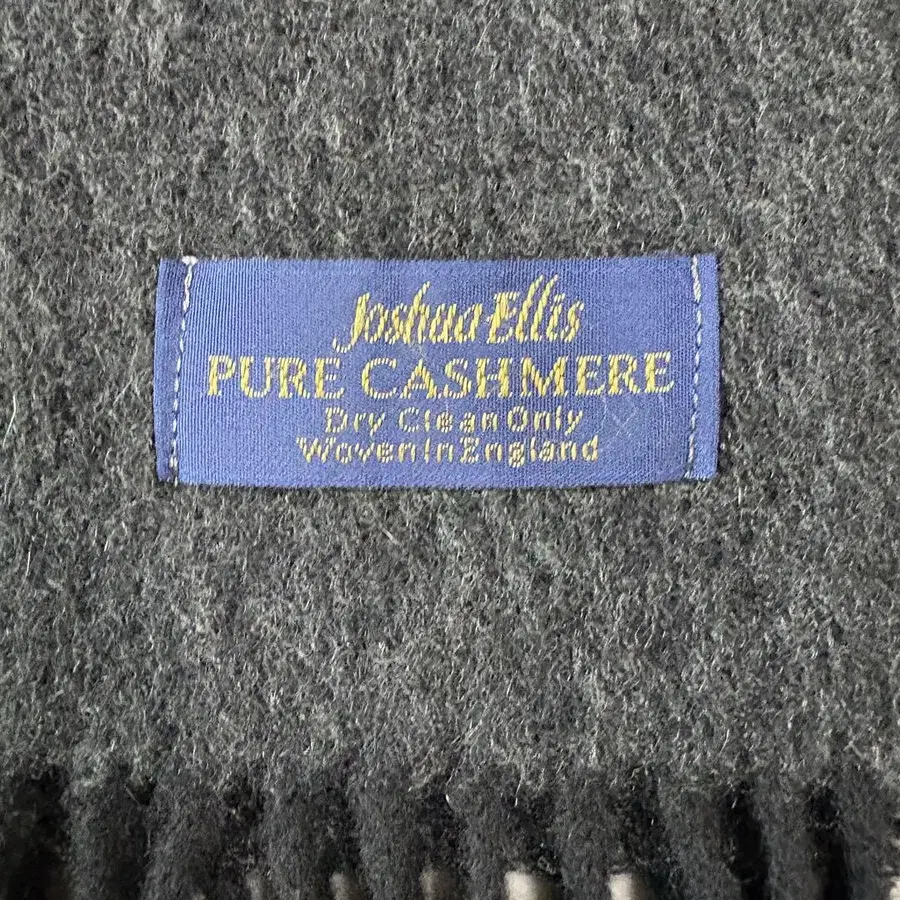 Joshua Ellis
PURE CASHMERE
Dry Clean Only
Woven In England